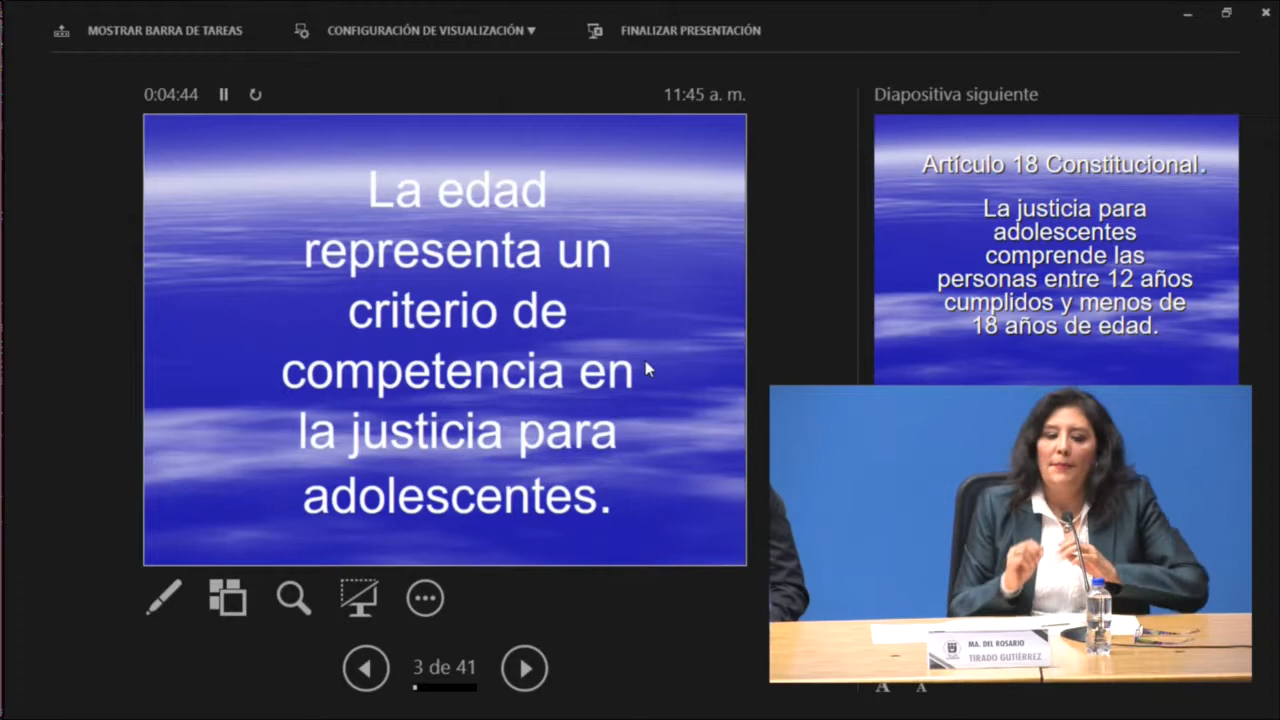 MOSTRAR BARRA DE TAREAS
CONFIGURACIÓN DE VISUALIZACIÓN ▼
FINALIZAR PRESENTACIÓN
0:04:44
11:45 a. m.
Diapositiva siguiente
La edad
representa un
criterio de
competencia en
la justicia para
adolescentes.
Artículo 18 Constitucional.
La justicia para
adolescentes
comprende las
personas entre 12 años
cumplidos y menos de
18 años de edad.
3 de 41
MA. DEL ROSARIO
TIRADO GUTIÉRREZ
A A